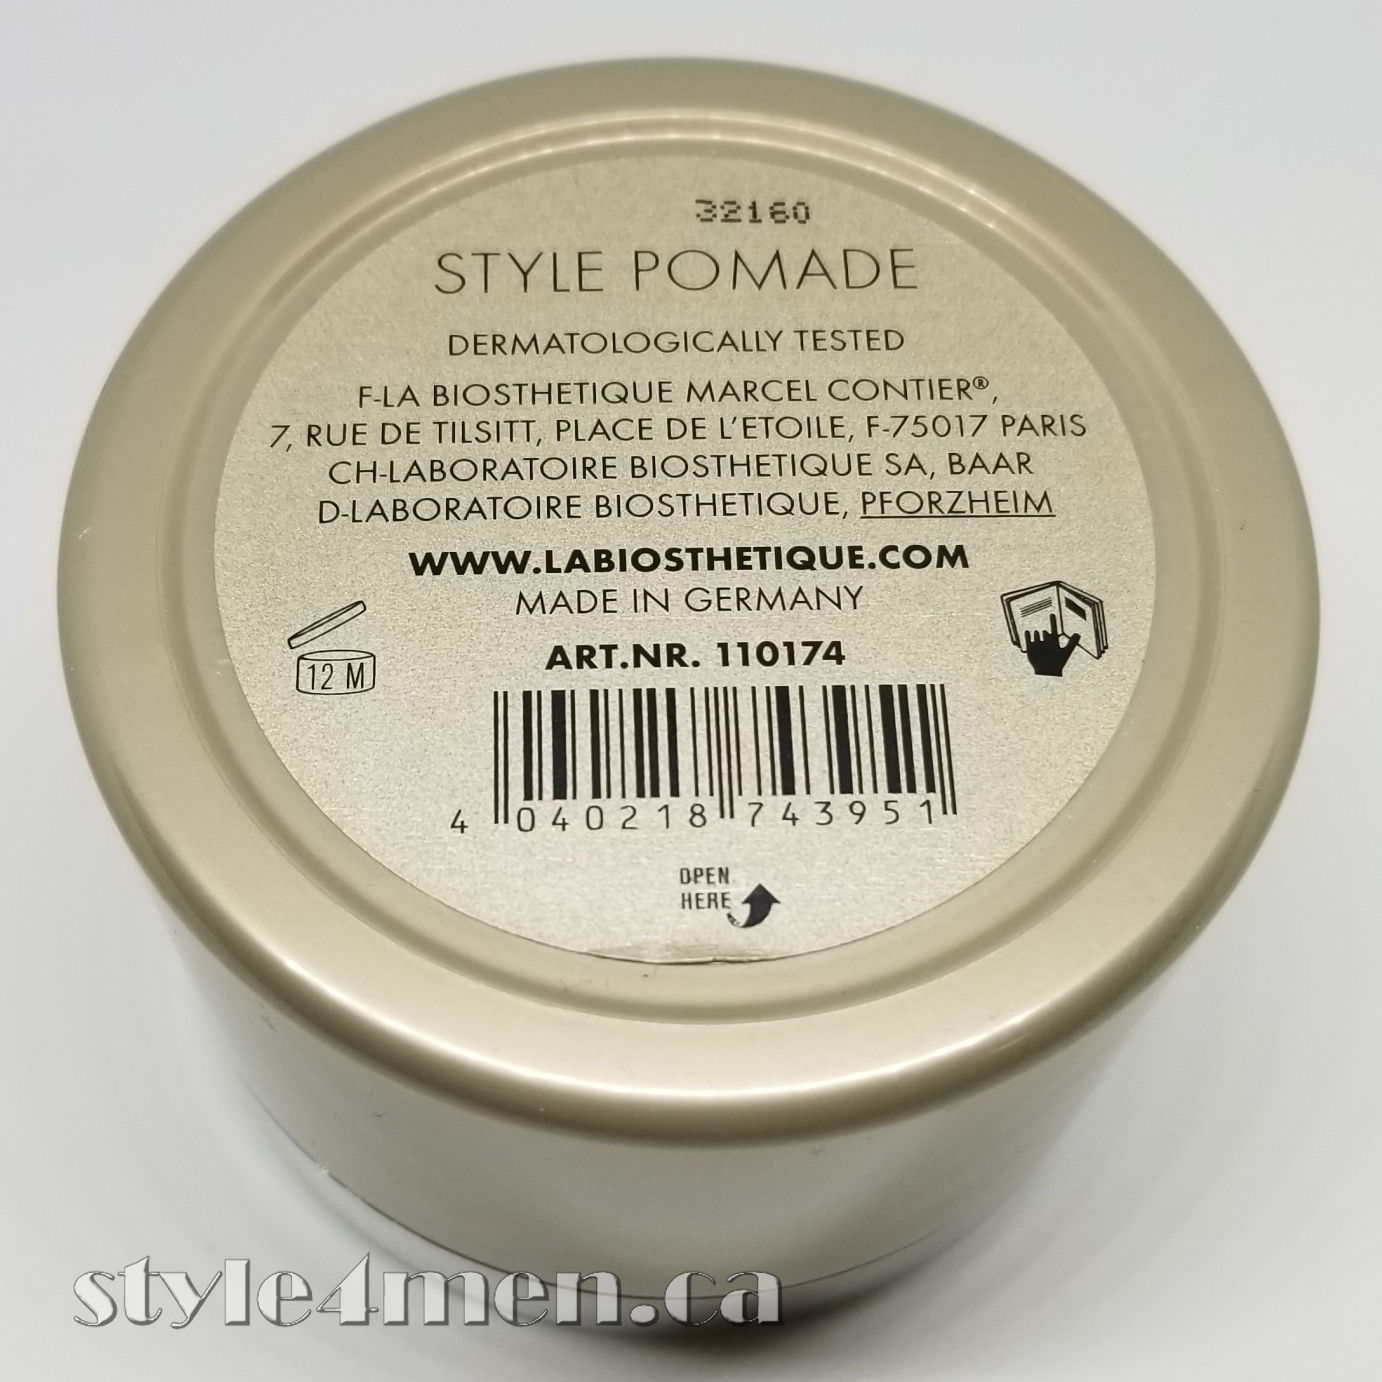 32160
STYLE POMADE
DERMATOLOGICALLY TESTED
F-LA BIOSTHETIQUE MARCEL CONTIER®,
7, RUE DE TILSITT, PLACE DE L'ETOILE, F-75017 PARIS
CH-LABORATOIRE BIOSTHETIQUE SA, BAAR
D-LABORATOIRE BIOSTHETIQUE, PFORZHEIM
WWW.LABIOSTHETIQUE.COM
MADE IN GERMANY
12 M
ART.NR. 110174
4 040218 743951
OPEN
HERE
style4men.ca